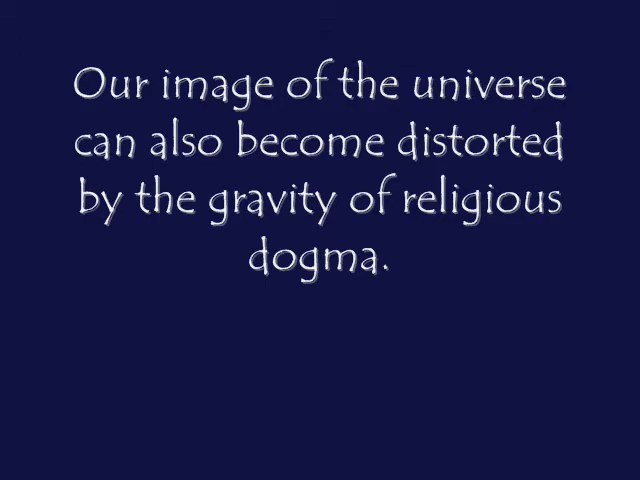 Our image of the universe
can also become distorted
by the gravity of religious
dogma.